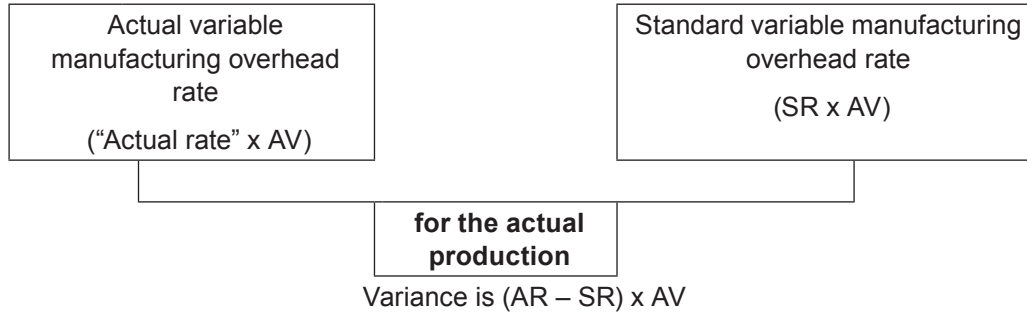 Actual variable
manufacturing overhead
rate
(“Actual rate” x AV)
Standard variable manufacturing
overhead rate
(SR x AV)
for the actual
production
Variance is (AR – SR) x AV